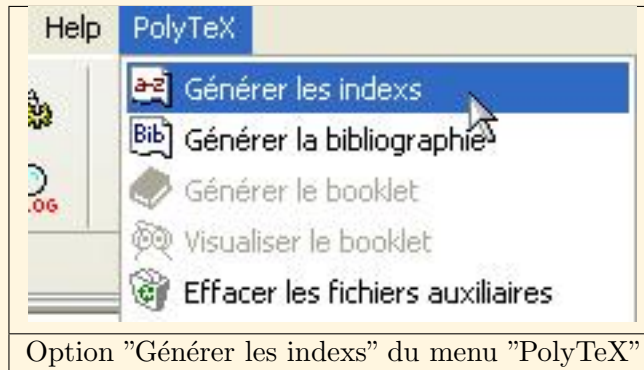 Help PolyTeX
a-z Générer les indexs
Bib Générer la bibliographie
Générer le booklet
LOG
Visualiser le booklet
Effacer les fichiers auxiliaires
Option ”Générer les indexs” du menu ”PolyTeX”